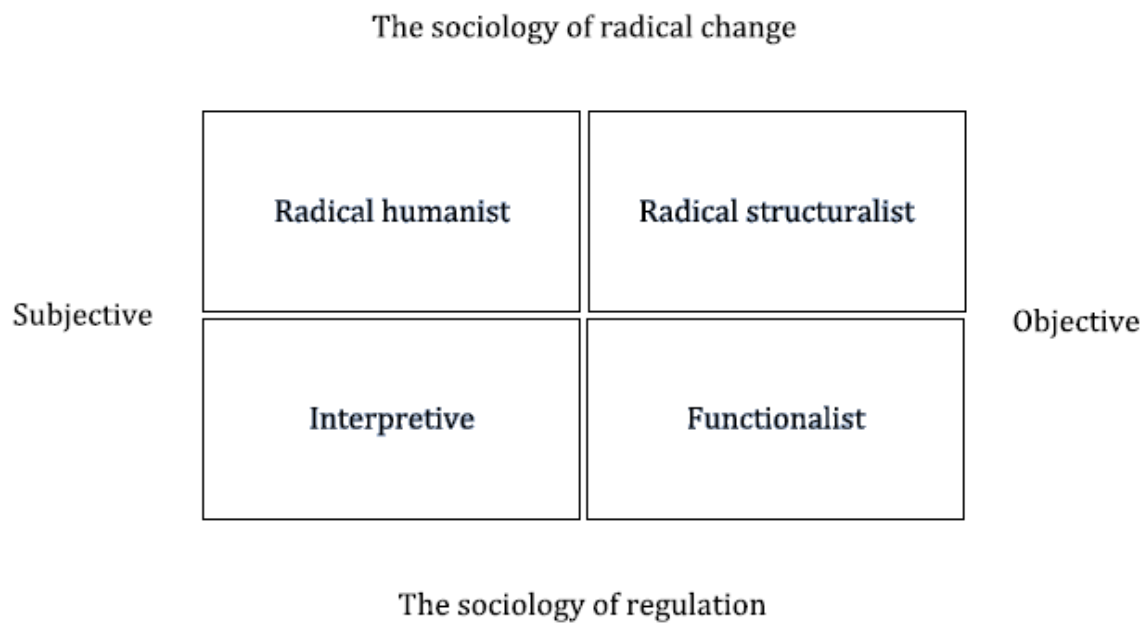 The sociology of radical change
Radical humanist
Radical structuralist
Subjective
Objective
Interpretive
Functionalist
The sociology of regulation